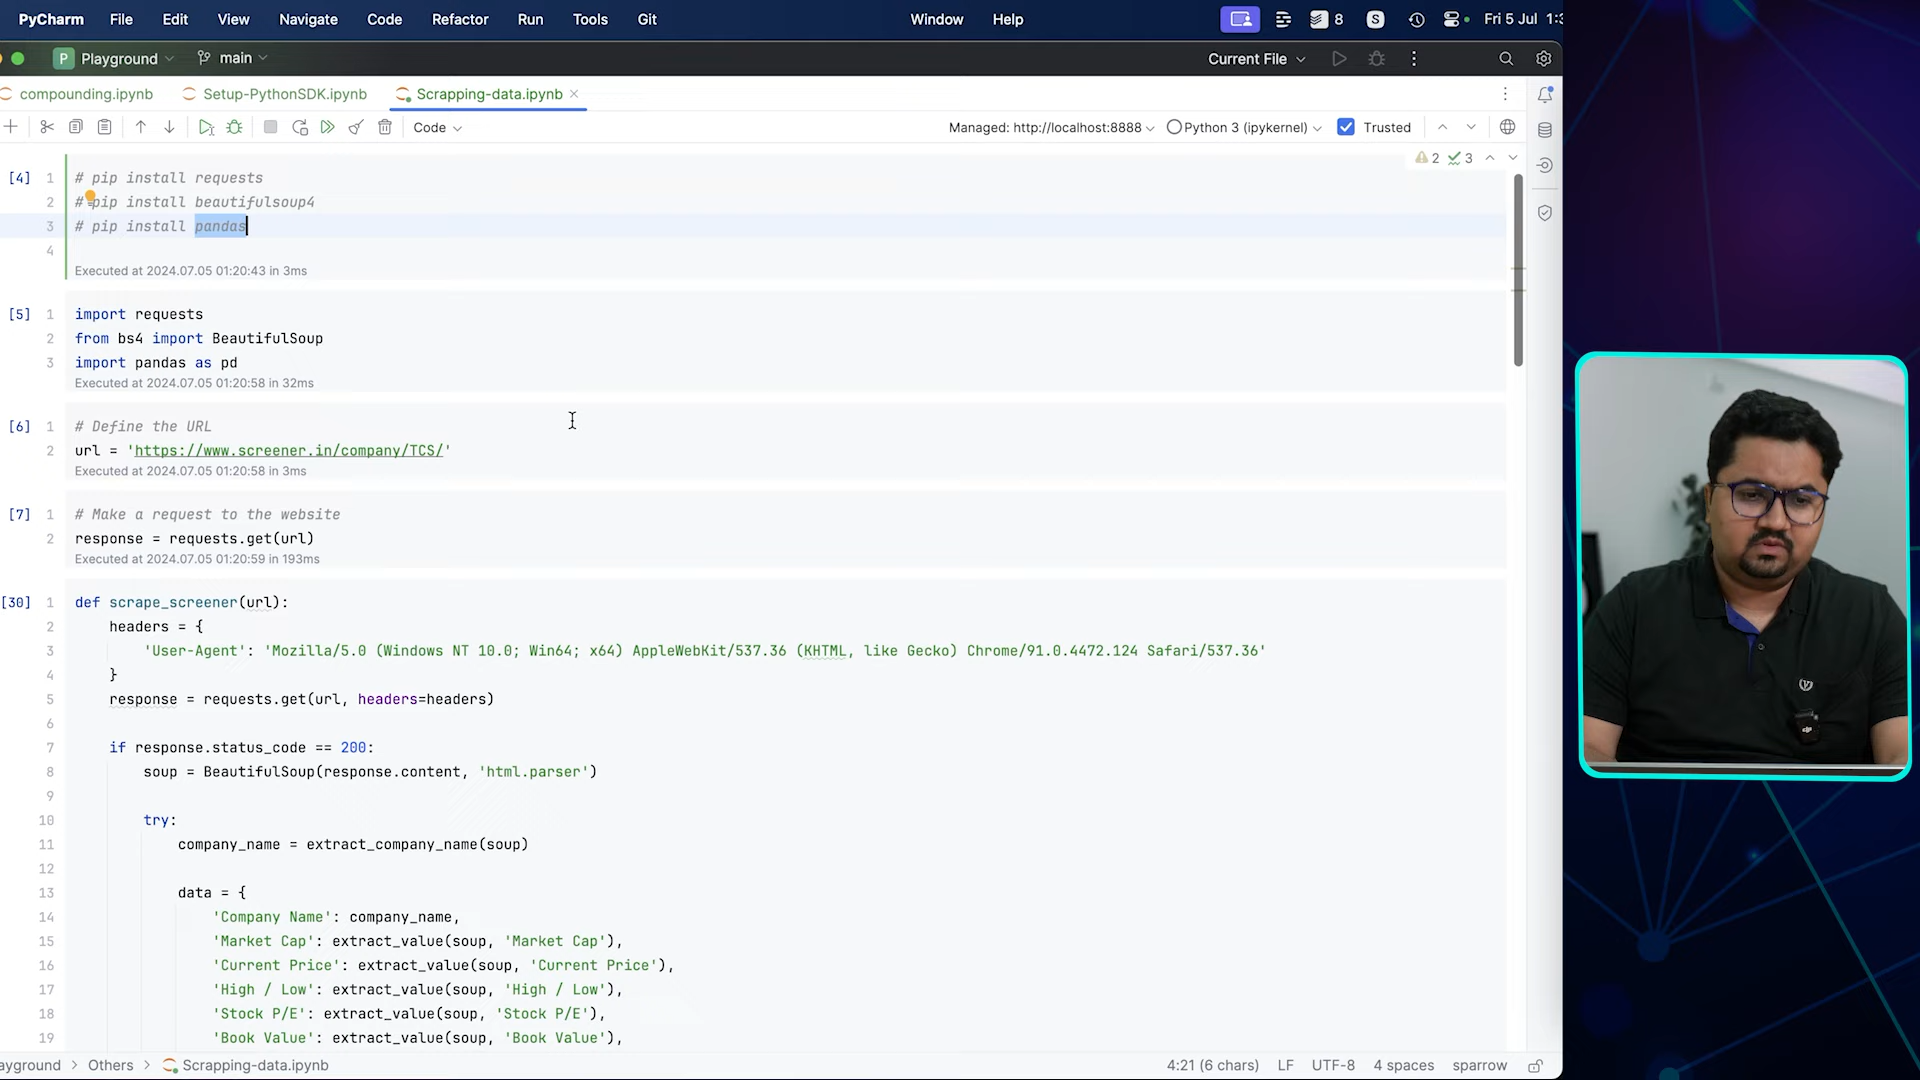 PyCharm File Edit View Navigate Code Refactor Run Tools Git Window Help 8 S Fri 5 Jul 1:3
P Playground main Current File
compounding.ipynb Setup-PythonSDK.ipynb Scrapping-data.ipynb
Code Managed: http://localhost:8888 Python 3 (ipykernel) Trusted
2 3
[4] 1 # pip install requests
2 # pip install beautifulsoup4
3 # pip install pandas
4
Executed at 2024.07.05 01:20:43 in 3ms
[5] 1 import requests
2 from bs4 import BeautifulSoup
3 import pandas as pd
Executed at 2024.07.05 01:20:58 in 32ms
[6] 1 # Define the URL
2 url = 'https://www.screener.in/company/TCS/'
Executed at 2024.07.05 01:20:58 in 3ms
[7] 1 # Make a request to the website
2 response = requests.get(url)
Executed at 2024.07.05 01:20:59 in 193ms
[30] 1 def scrape_screener(url):
2 headers = {
3 'User-Agent': 'Mozilla/5.0 (Windows NT 10.0; Win64; x64) AppleWebKit/537.36 (KHTML, like Gecko) Chrome/91.0.4472.124 Safari/537.36'
4 }
5 response = requests.get(url, headers=headers)
6
7 if response.status_code == 200:
8 soup = BeautifulSoup(response.content, 'html.parser')
9
10 try:
11 company_name = extract_company_name(soup)
12
13 data = {
14 'Company Name': company_name,
15 'Market Cap': extract_value(soup, 'Market Cap'),
16 'Current Price': extract_value(soup, 'Current Price'),
17 'High / Low': extract_value(soup, 'High / Low'),
18 'Stock P/E': extract_value(soup, 'Stock P/E'),
19 'Book Value': extract_value(soup, 'Book Value'),
ayground > Others > Scrapping-data.ipynb 4:21 (6 chars) LF UTF-8 4 spaces sparrow